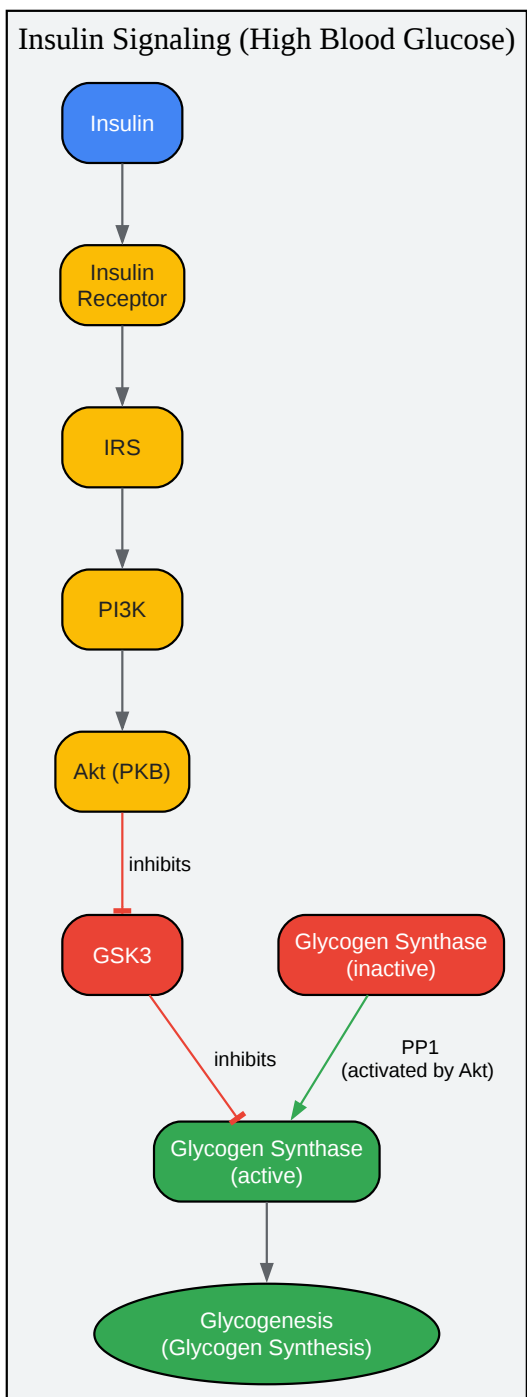 Insulin Signaling (High Blood Glucose)
Insulin
Insulin
Receptor
IRS
PI3K
Akt (PKB)
inhibits
GSK3
Glycogen Synthase
(inactive)
inhibits
PP1
(activated by Akt)
Glycogen Synthase
(active)
Glycogenesis
(Glycogen Synthesis)